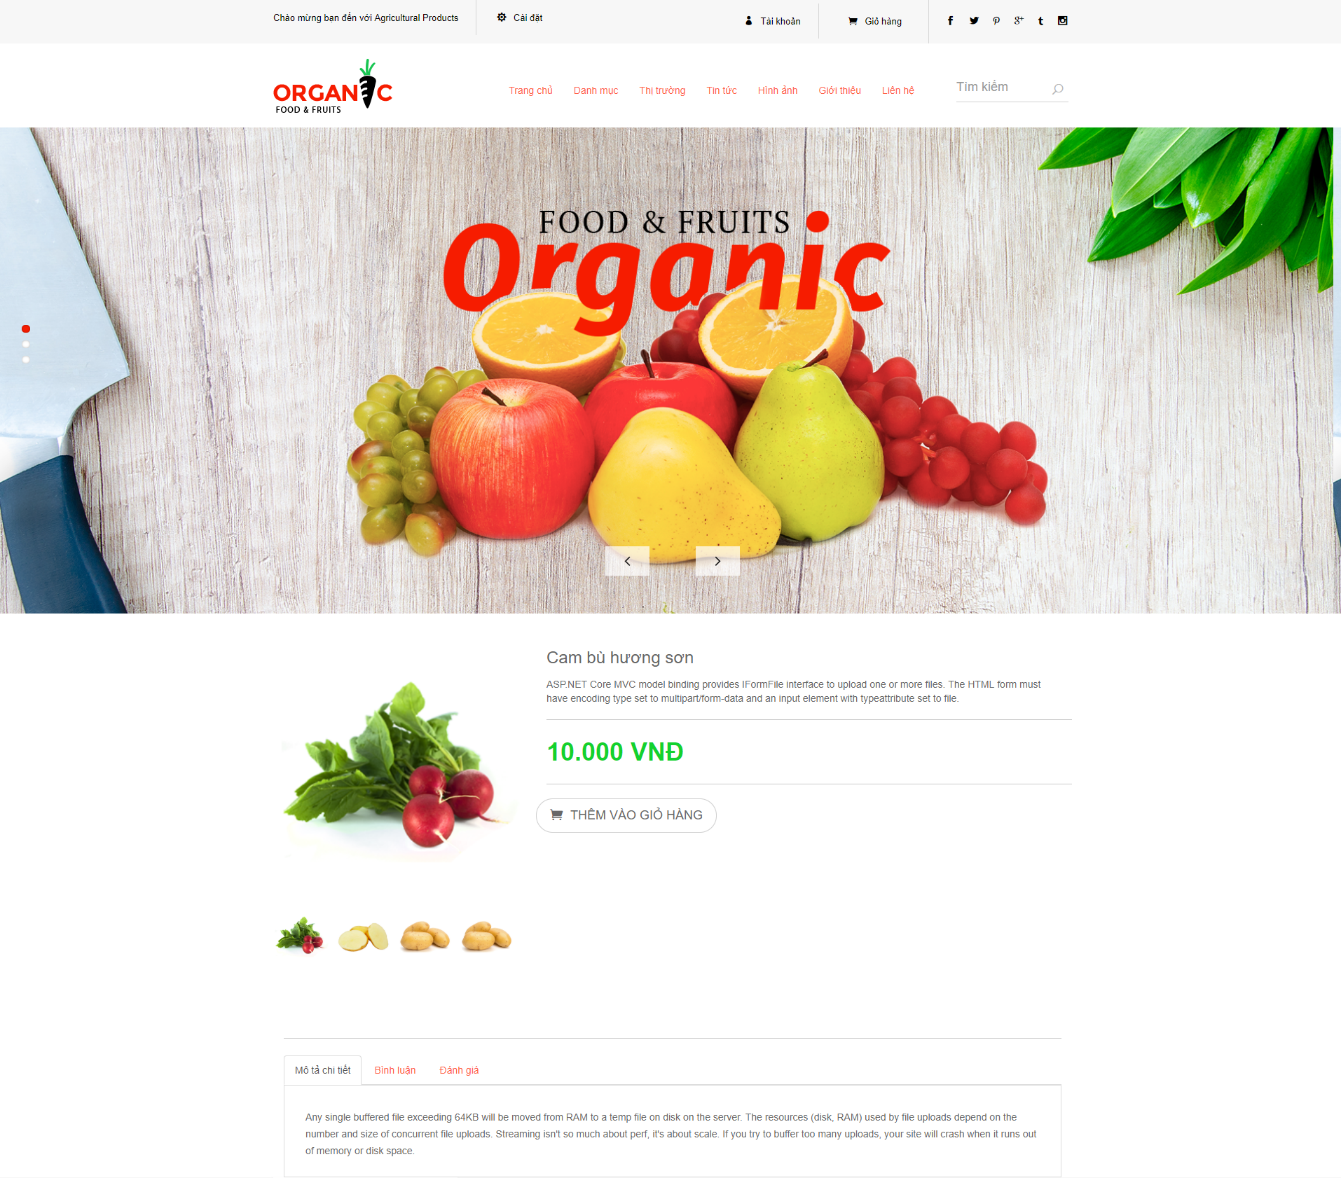 Chào mừng bạn đến với Agricultural Products
Cài đặt
Tài khoản
Giỏ hàng
ORGANIC
FOOD & FRUITS
Trang chủ
Danh mục
Thị trường
Tin tức
Hình ảnh
Giới thiệu
Liên hệ
Tìm kiếm
FOOD & FRUITS
Organic
Cam bù hương sơn
ASP.NET Core MVC model binding provides IFormFile interface to upload one or more files. The HTML form must
have encoding type set to multipart/form-data and an input element with typeattribute set to file.
10.000 VNĐ
THÊM VÀO GIỎ HÀNG
Mô tả chi tiết
Bình luận
Đánh giá
Any single buffered file exceeding 64KB will be moved from RAM to a temp file on disk on the server. The resources (disk, RAM) used by file uploads depend on the
number and size of concurrent file uploads. Streaming isn't so much about perf, it's about scale. If you try to buffer too many uploads, your site will crash when it runs out
of memory or disk space.